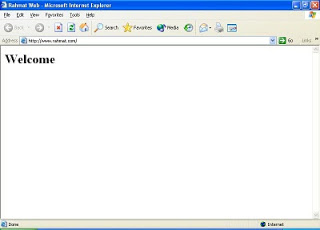 Rahmat Web - Microsoft Internet Explorer
File Edit View Favorites Tools Help
Back Search Favorites Media
Address http://www.rahmat.com/ Go Links »
Welcome
Done Internet